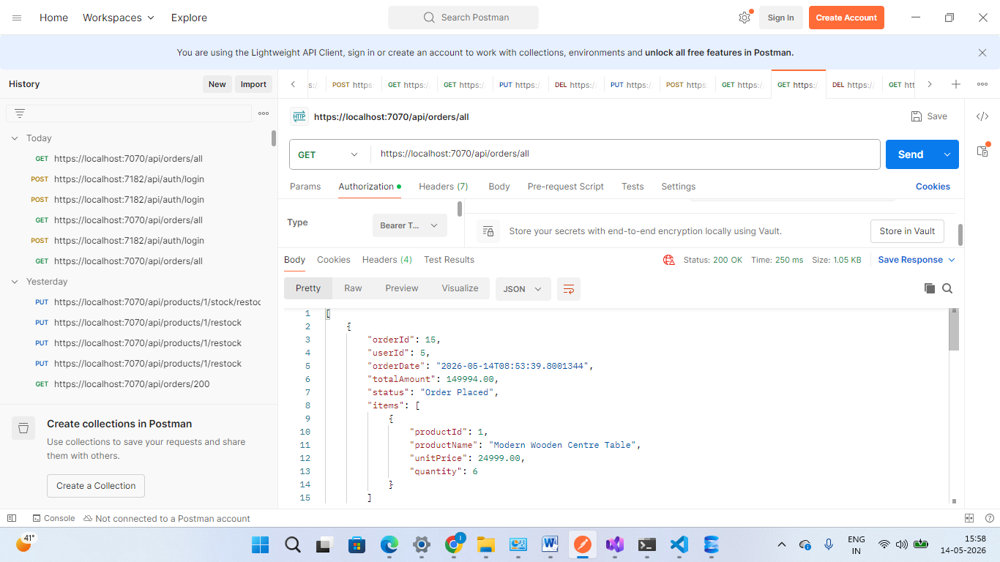 Home Workspaces Explore Search Postman Sign In Create Account
You are using the Lightweight API Client, sign in or create an account to work with collections, environments and unlock all free features in Postman.
History New Import
s:/ POST https: GET https:/ GET https:/ PUT https:/ DEL https:/ PUT https:/ POST https: GET https:/ GET https:/ DEL https:/ GET htt
HTTP https://localhost:7070/api/orders/all Save
GET https://localhost:7070/api/orders/all Send
Params Authorization Headers (7) Body Pre-request Script Tests Settings Cookies
Type Bearer T... Store your secrets with end-to-end encryption locally using Vault. Store in Vault
Today
GET https://localhost:7070/api/orders/all
POST https://localhost:7182/api/auth/login
POST https://localhost:7182/api/auth/login
GET https://localhost:7070/api/orders/all
POST https://localhost:7182/api/auth/login
GET https://localhost:7070/api/orders/all
Yesterday
PUT https://localhost:7070/api/products/1/stock/restoc
PUT https://localhost:7070/api/products/1/restock
PUT https://localhost:7070/api/products/1/restock
PUT https://localhost:7070/api/products/1/restock
GET https://localhost:7070/api/orders/200
Create collections in Postman
Use collections to save your requests and share
them with others.
Create a Collection
Body Cookies Headers (4) Test Results Status: 200 OK Time: 250 ms Size: 1.05 KB Save Response
Pretty Raw Preview Visualize JSON
1 [
2 {
3 "orderId": 15,
4 "userId": 5,
5 "orderDate": "2026-05-14T08:53:39.8001344",
6 "totalAmount": 149994.00,
7 "status": "Order Placed",
8 "items": [
9 {
10 "productId": 1,
11 "productName": "Modern Wooden Centre Table",
12 "unitPrice": 24999.00,
13 "quantity": 6
14 }
15 ]
Console Not connected to a Postman account
41° 1 ENG
IN 15:58
14-05-2026